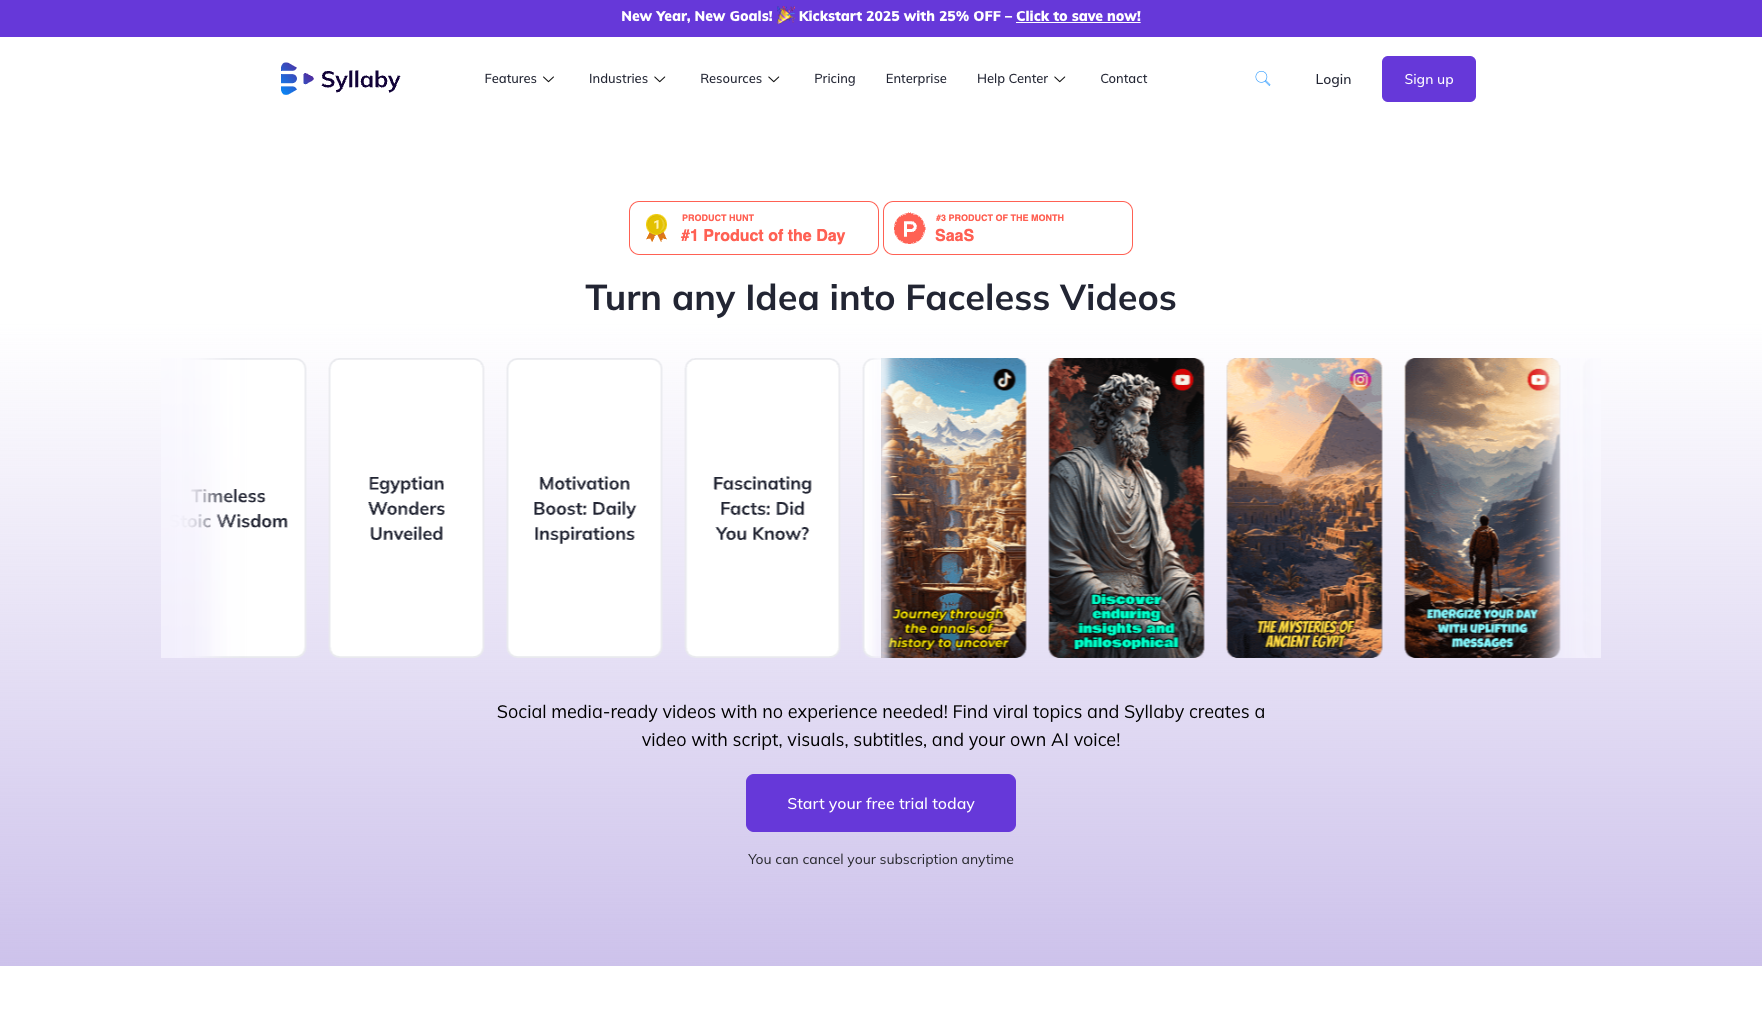 New Year, New Goals! 🎉 Kickstart 2025 with 25% OFF – Click to save now!
Syllaby
Features
Industries
Resources
Pricing
Enterprise
Help Center
Contact
Login
Sign up
1
PRODUCT HUNT
#1 Product of the Day
P
#3 PRODUCT OF THE MONTH
SaaS
Turn any Idea into Faceless Videos
Timeless
toic Wisdom
Egyptian
Wonders
Unveiled
Motivation
Boost: Daily
Inspirations
Fascinating
Facts: Did
You Know?
Journey through
the annals of
history to uncover
Discover
enduring
insights and
philosophical
THE MYSTERIES OF
ANCIENT EGYPT
ENERGIZE YOUR DAY
WITH UPLIFTING
MESSAGES
Social media-ready videos with no experience needed! Find viral topics and Syllaby creates a
video with script, visuals, subtitles, and your own AI voice!
Start your free trial today
You can cancel your subscription anytime